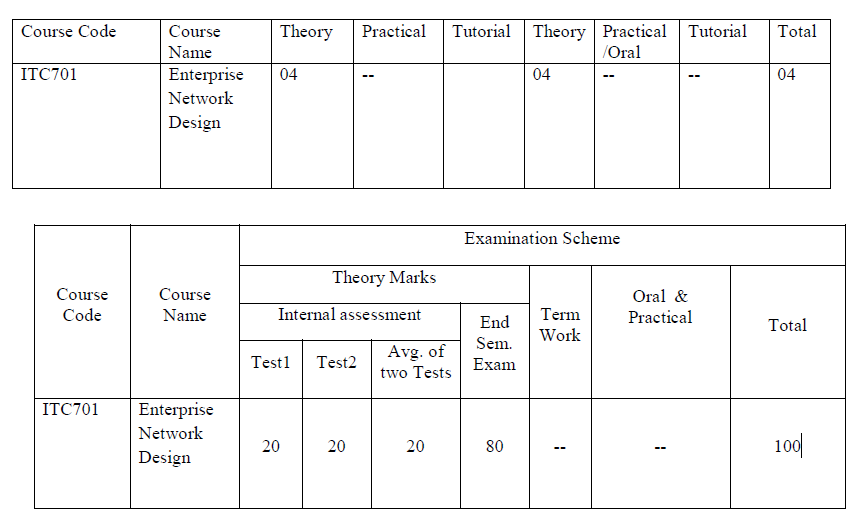 Course Code Course Name Theory Practical Tutorial Theory Practical /Oral Tutorial Total
ITC701 Enterprise Network Design 04 -- 04 -- -- 04
Examination Scheme
Theory Marks
Course Code
Course Name
Internal assessment
End Sem. Exam
Term Work
Oral & Practical
Total
Test1 Test2 Avg. of two Tests
ITC701 Enterprise Network Design 20 20 20 80 -- -- 100